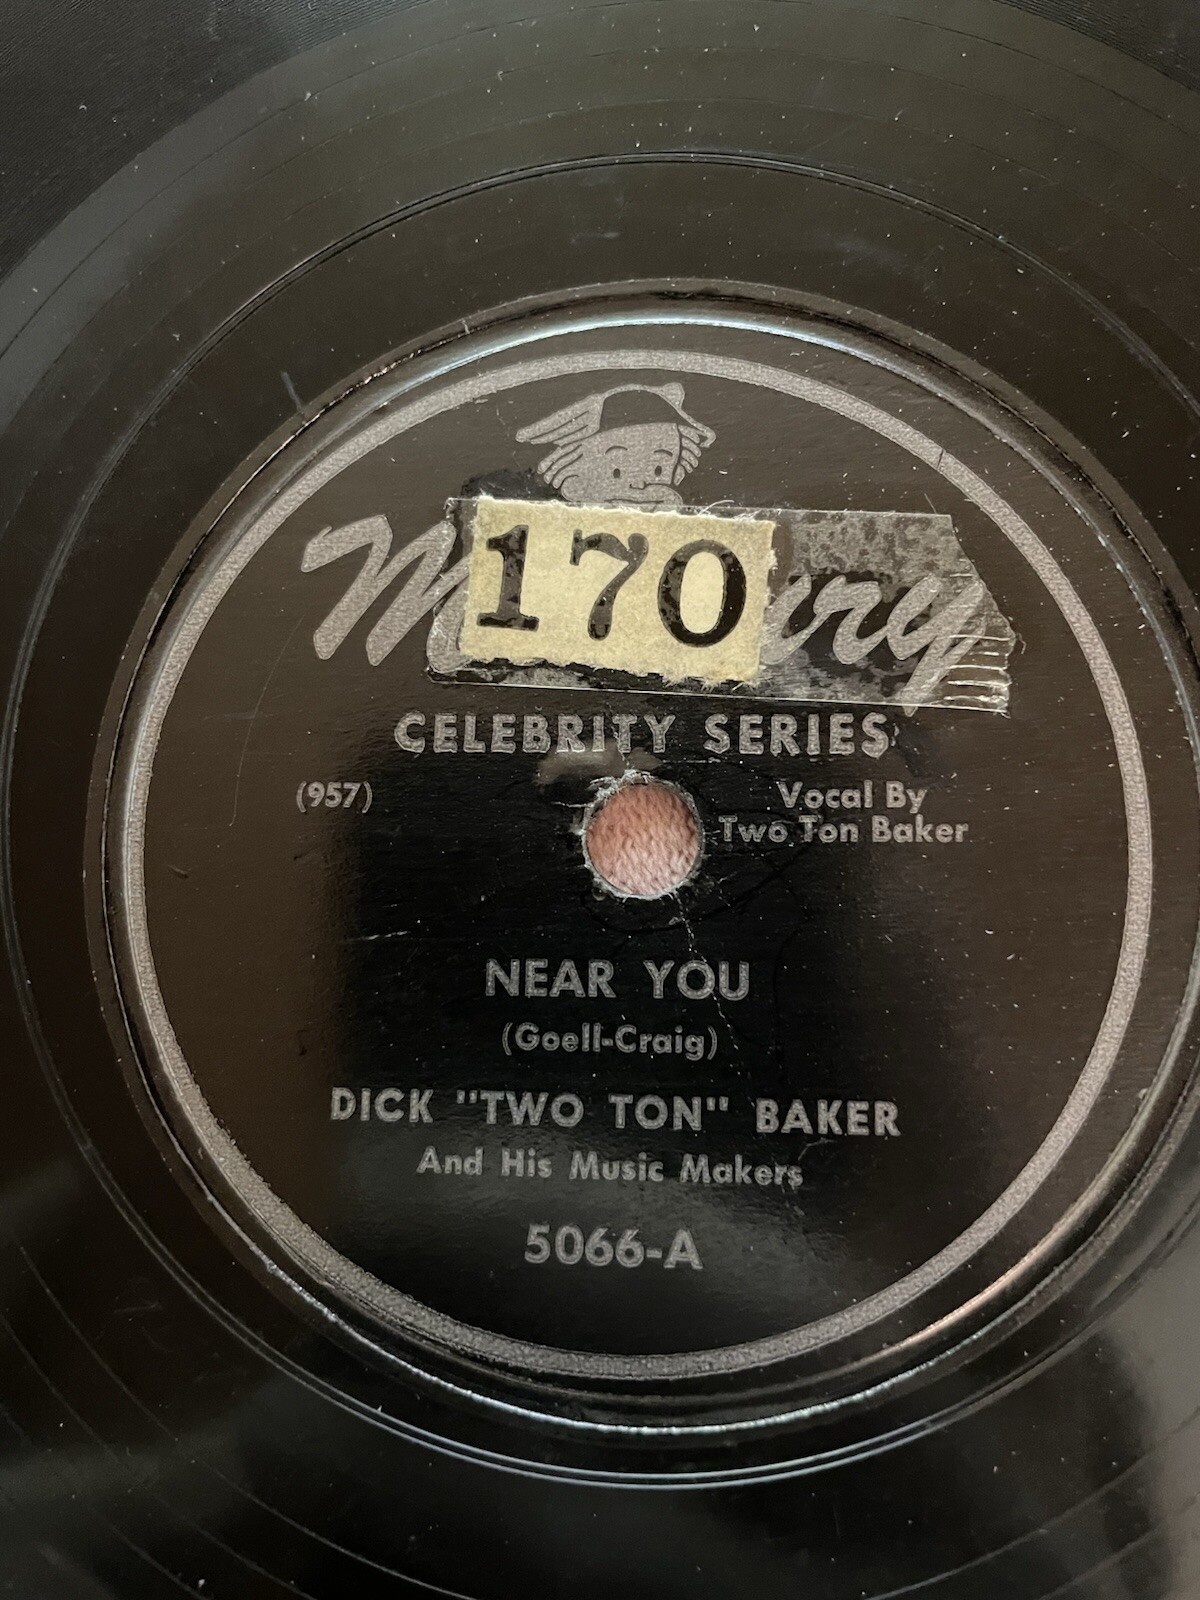 M ury
170
CELEBRITY SERIES
(957)
Vocal By
Two Ton Baker
NEAR YOU
(Goell-Craig)
DICK "TWO TON" BAKER
And His Music Makers
5066-A